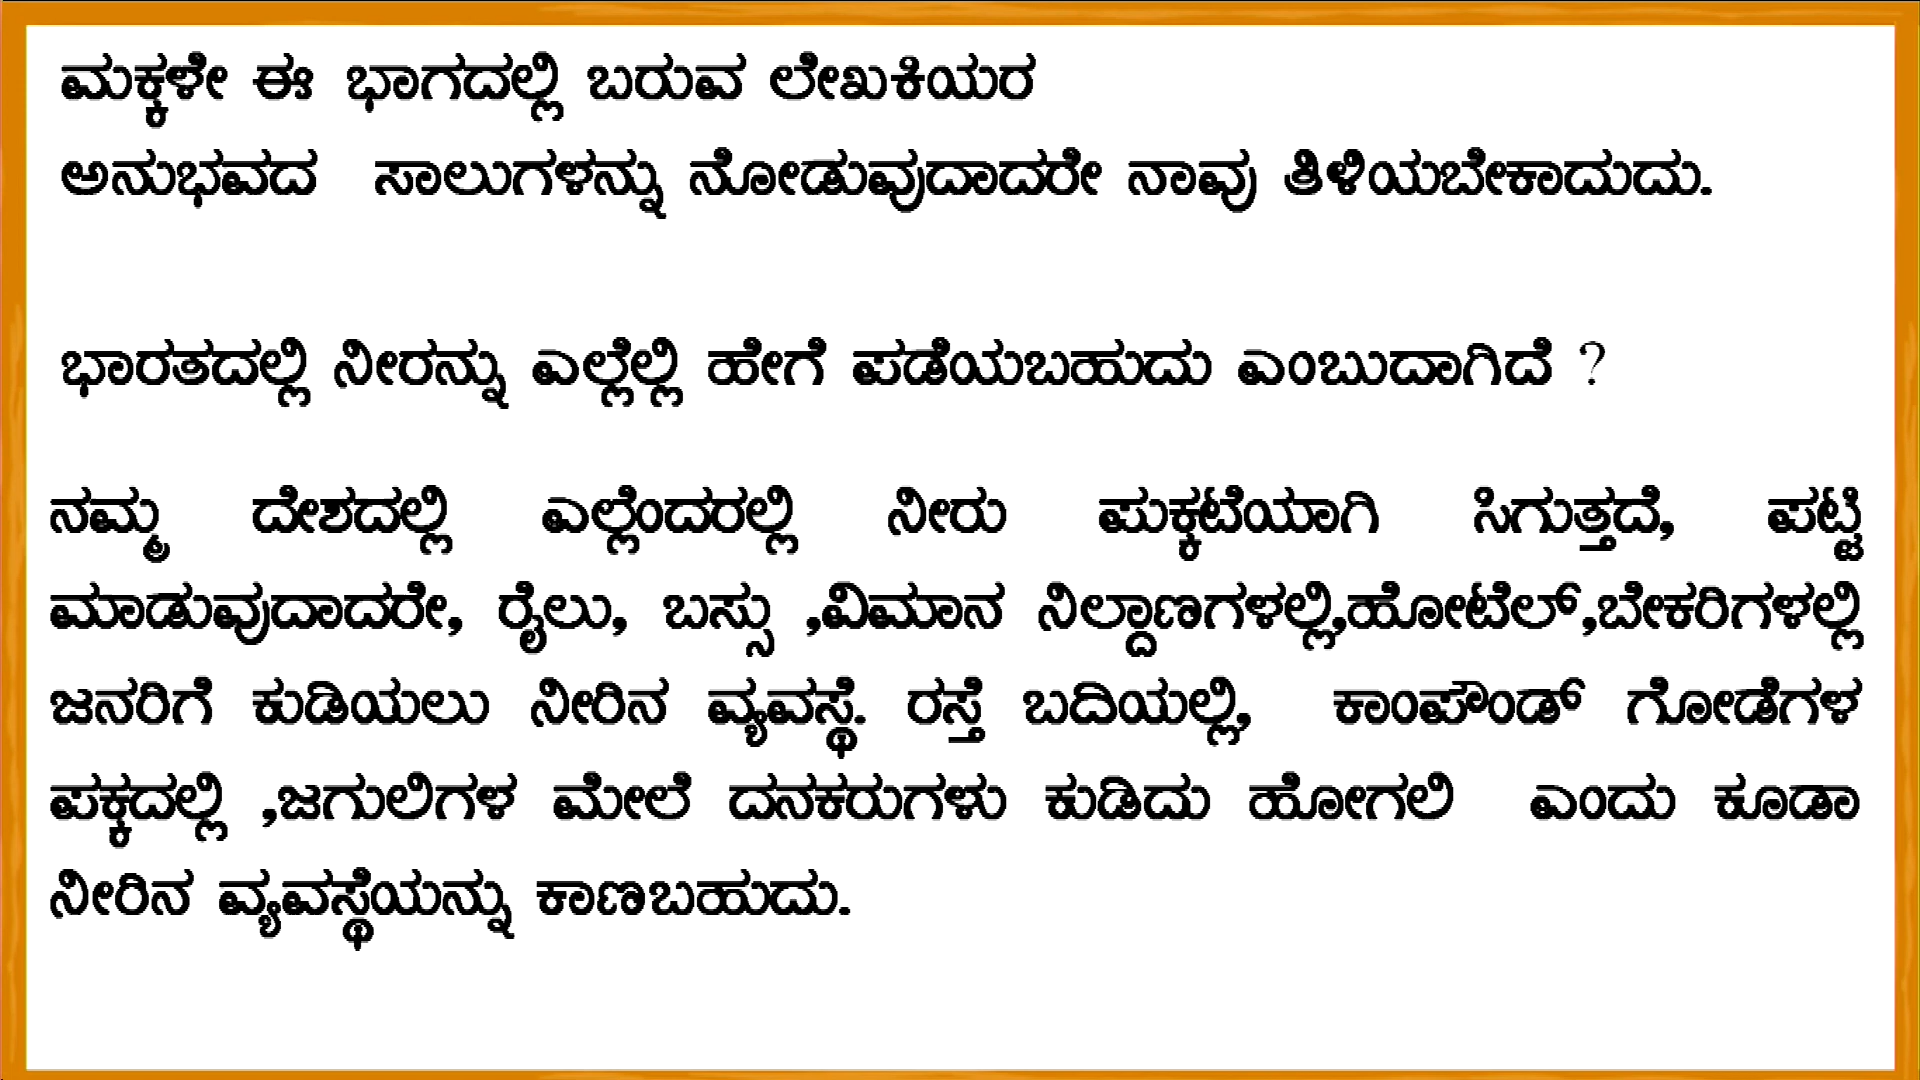 ಮಕ್ಕಳೇ ಈ ಭಾಗದಲ್ಲಿ ಬರುವ ಲೇಖಕಿಯರ
ಅನುಭವದ ಸಾಲುಗಳನ್ನು ನೋಡುವುದಾದರೇ ನಾವು ತಿಳಿಯಬೇಕಾದುದು.
ಭಾರತದಲ್ಲಿ ನೀರನ್ನು ಎಲ್ಲೆಲ್ಲಿ ಹೇಗೆ ಪಡೆಯಬಹುದು ಎಂಬುದಾಗಿದೆ ?
ನಮ್ಮ ದೇಶದಲ್ಲಿ ಎಲ್ಲೆಂದರಲ್ಲಿ ನೀರು ಪುಕ್ಕಟೆಯಾಗಿ ಸಿಗುತ್ತದೆ, ಪಟ್ಟಿ
ಮಾಡುವುದಾದರೇ, ರೈಲು, ಬಸ್ಸು ,ವಿಮಾನ ನಿಲ್ದಾಣಗಳಲ್ಲಿ,ಹೋಟೆಲ್,ಬೇಕರಿಗಳಲ್ಲಿ
ಜನರಿಗೆ ಕುಡಿಯಲು ನೀರಿನ ವ್ಯವಸ್ಥೆ. ರಸ್ತೆ ಬದಿಯಲ್ಲಿ, ಕಾಂಪೌಂಡ್ ಗೋಡೆಗಳ
ಪಕ್ಕದಲ್ಲಿ ,ಜಗುಲಿಗಳ ಮೇಲೆ ದನಕರುಗಳು ಕುಡಿದು ಹೋಗಲಿ ಎಂದು ಕೂಡಾ
ನೀರಿನ ವ್ಯವಸ್ಥೆಯನ್ನು ಕಾಣಬಹುದು.